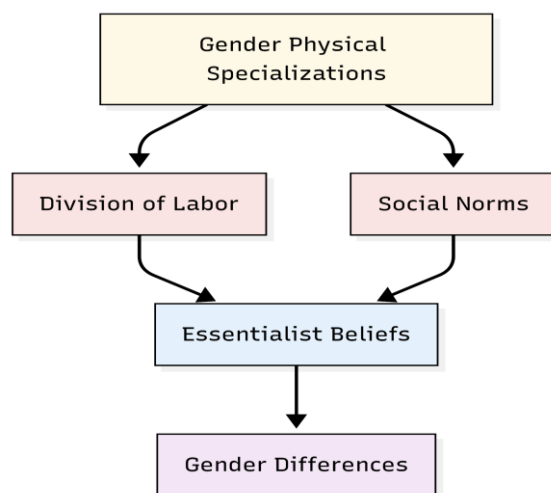 Gender Physical
Specializations
Division of Labor
Social Norms
Essentialist Beliefs
Gender Differences